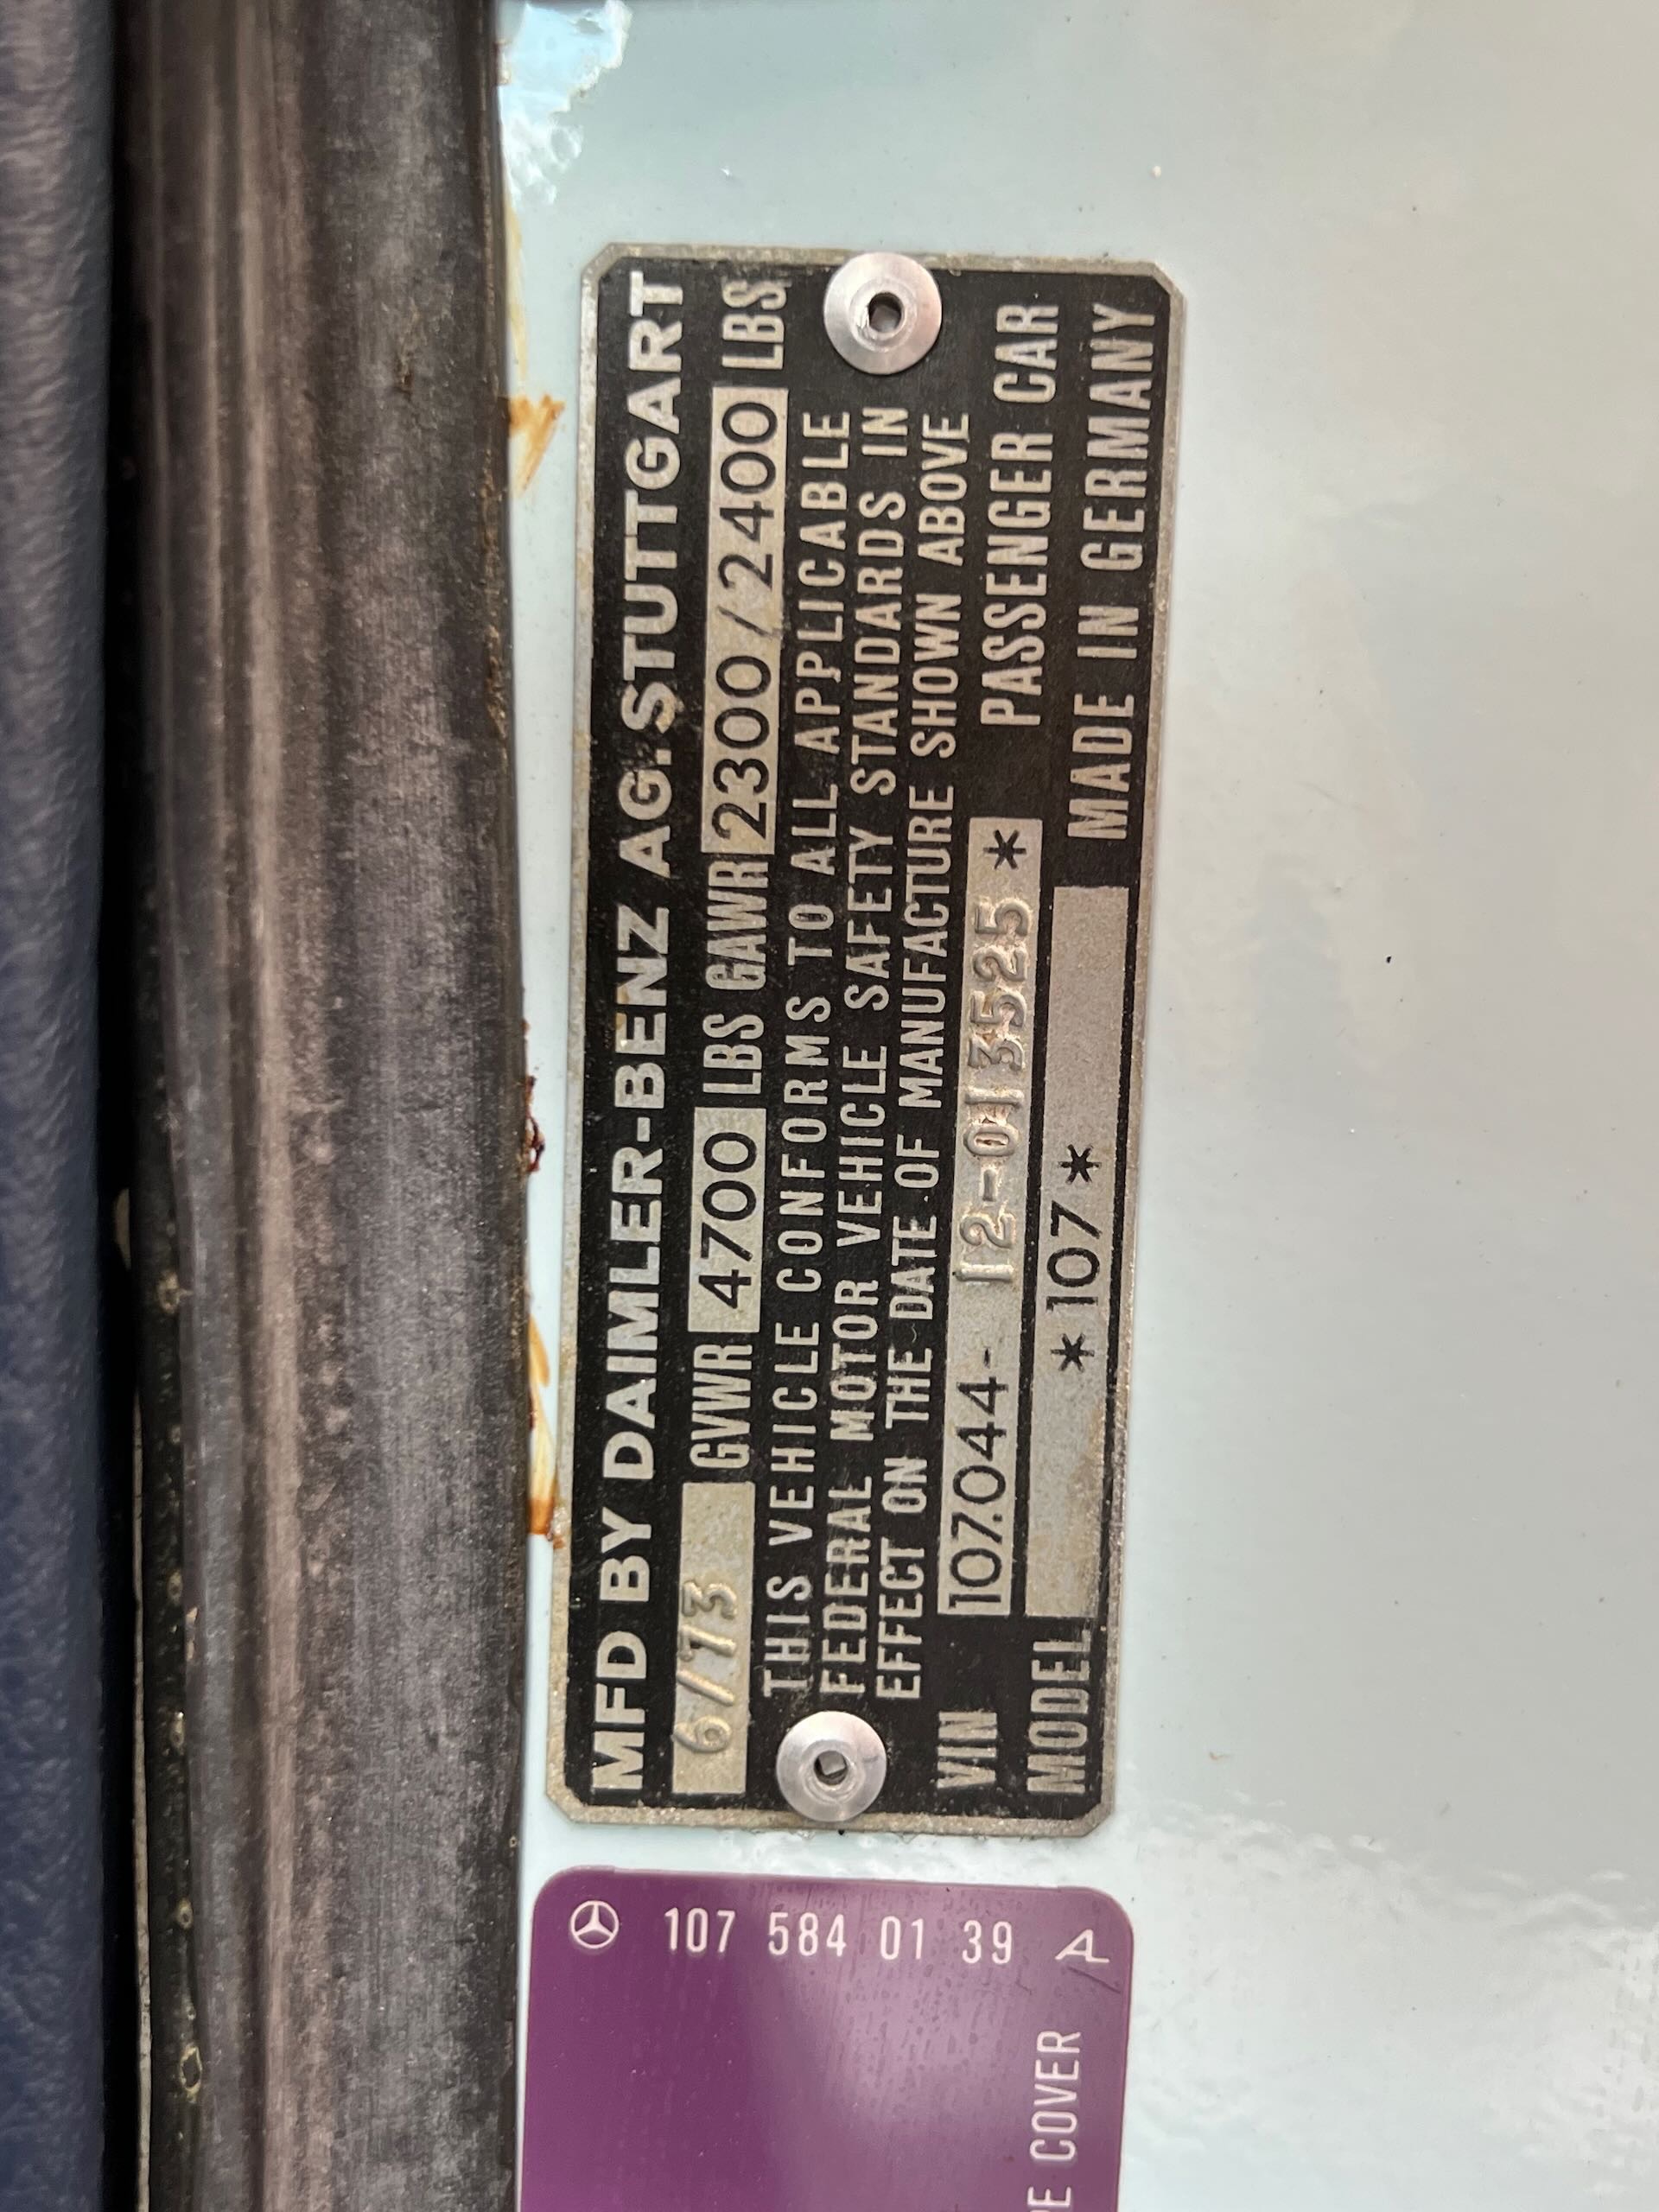 MFD BY DAIMLER-BENZ AG. STUTTGART
6/73 GVWR 4700 LBS GAWR 2300/2400 LBS
THIS VEHICLE CONFORMS TO ALL APPLICABLE
FEDERAL MOTOR VEHICLE SAFETY STANDARDS IN
EFFECT ON THE DATE OF MANUFACTURE SHOWN ABOVE
VIN 107.044-12-013525* PASSENGER CAR
MODEL *107* MADE IN GERMANY
107 584 01 39 A
COVER